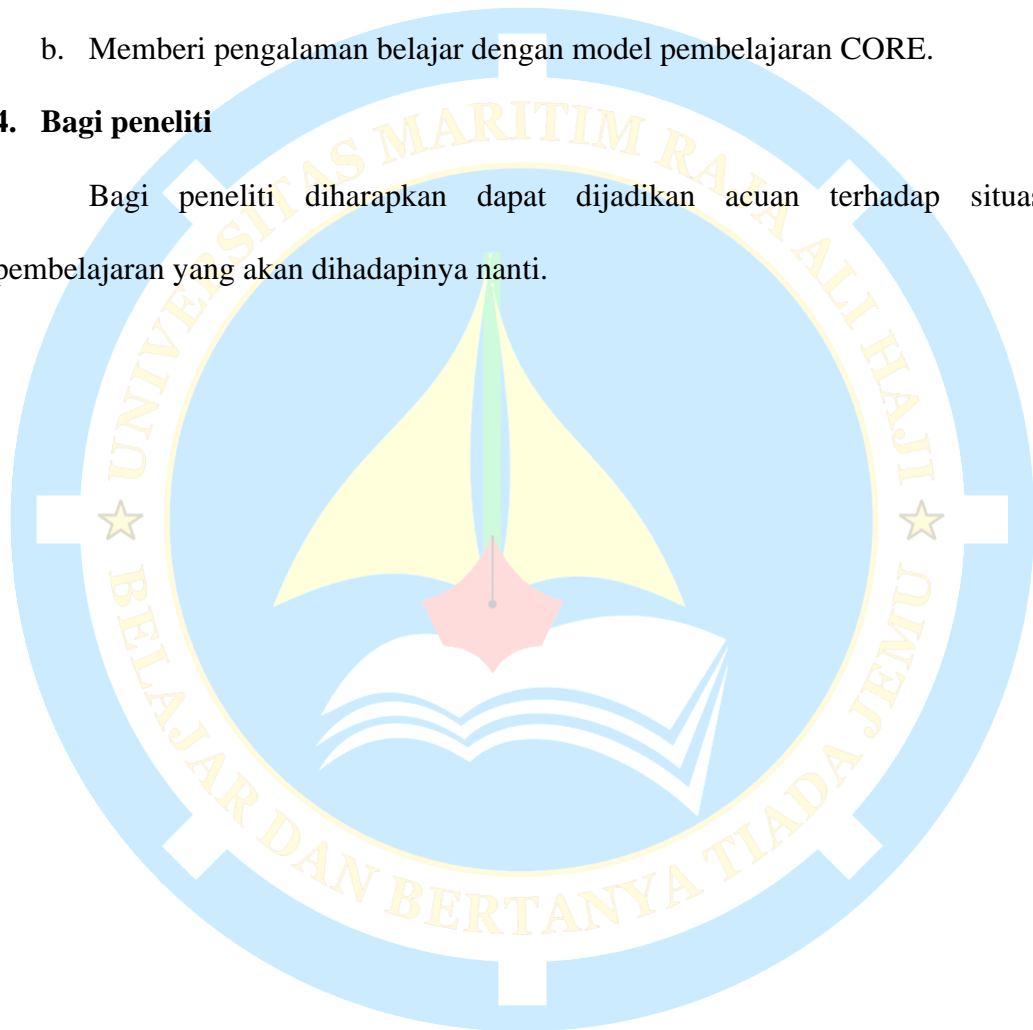 b. Memberi pengalaman belajar dengan model pembelajaran CORE.
4. Bagi peneliti
Bagi peneliti diharapkan dapat dijadikan acuan terhadap situas
pembelajaran yang akan dihadapinya nanti.
UNIVERSITAS MARITIM RAJA ALI HAJI
BELAJAR DAN BERTANYA TIADA JEMU